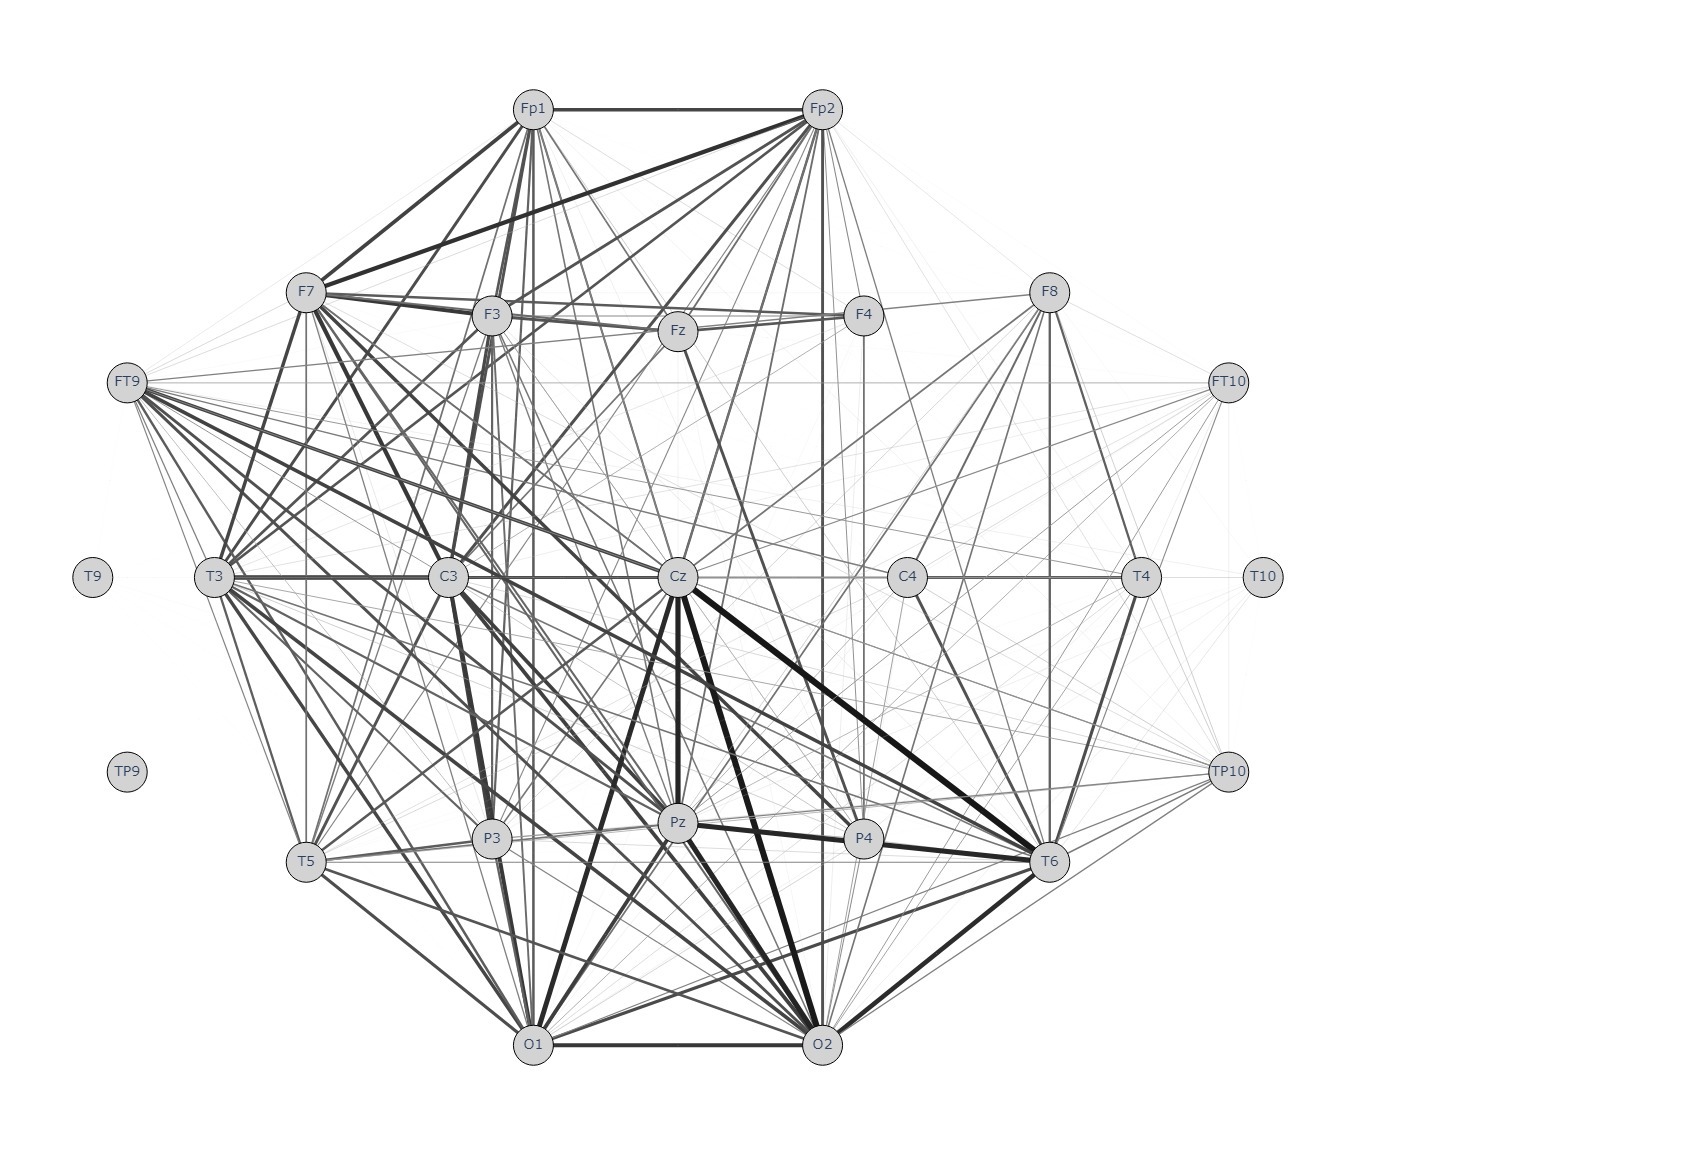 Fp1 Fp2
F7 F3 Fz F4 F8
FT9 FT10
T9 T3 C3 Cz C4 T4 T10
TP9 TP10
T5 P3 Pz P4 T6
O1 O2